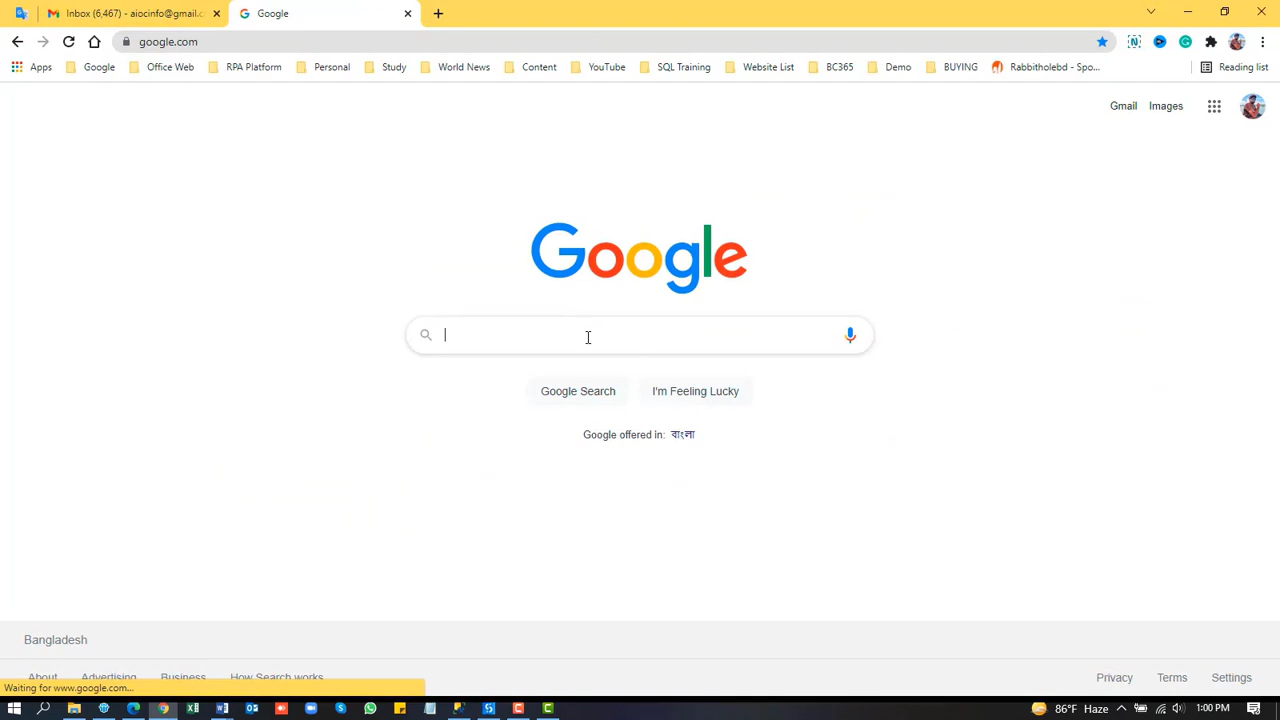 Inbox (6,467) - aiocinfo@gmail.c
Google
google.com
Apps Google Office Web RPA Platform Personal Study World News Content YouTube SQL Training Website List BC365 Demo BUYING Rabbitholebd - Spo... Reading list
Gmail Images
Google
Google Search I'm Feeling Lucky
Google offered in: বাংলা
Bangladesh
About Advertising Business How Search works Privacy Terms Settings
Waiting for www.google.com...
86°F Haze 1:00 PM